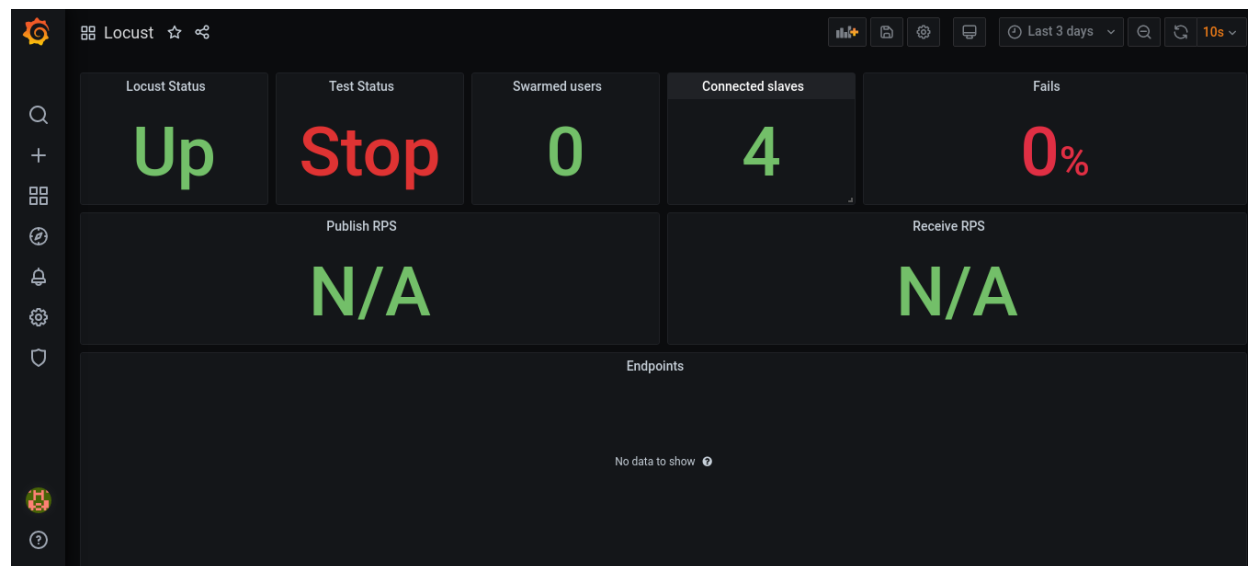 Locust
Last 3 days
10s
Locust Status
Test Status
Swarmed users
Connected slaves
Fails
Up
Stop
0
4
0%
Publish RPS
Receive RPS
N/A
N/A
Endpoints
No data to show